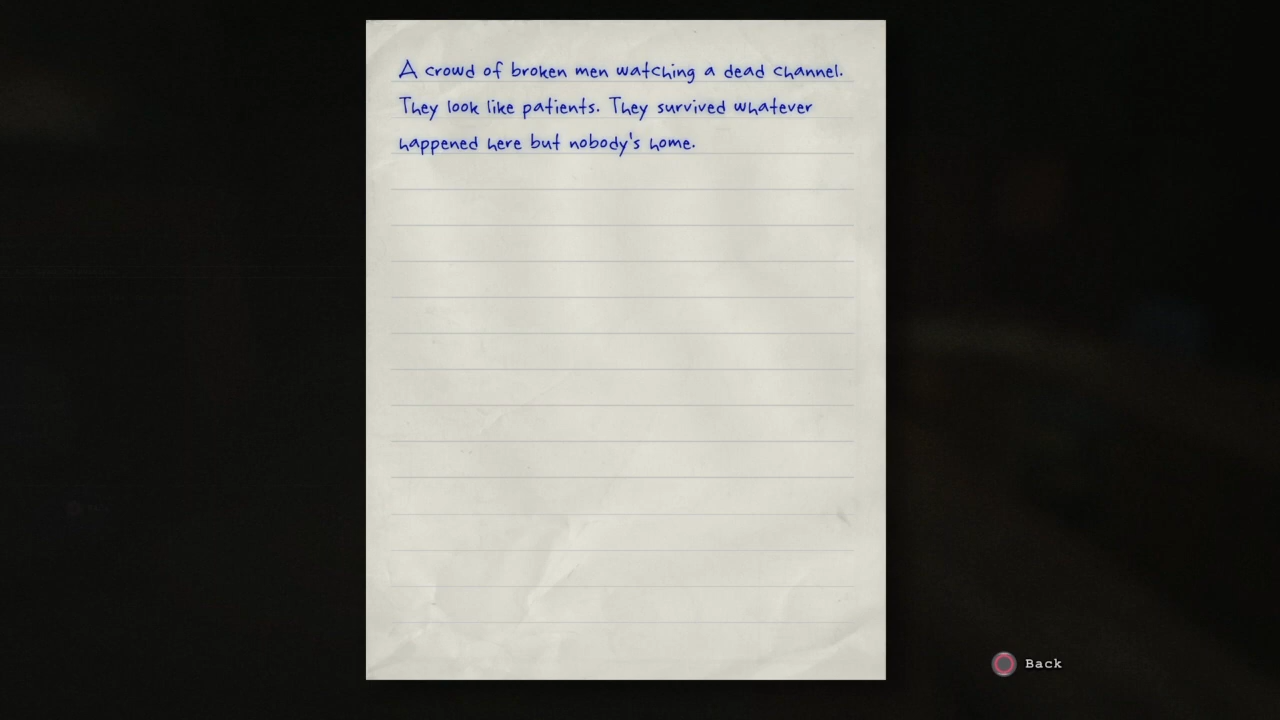 A crowd of broken men watching a dead channel.
They look like patients. They survived whatever
happened here but nobody's home.
Back